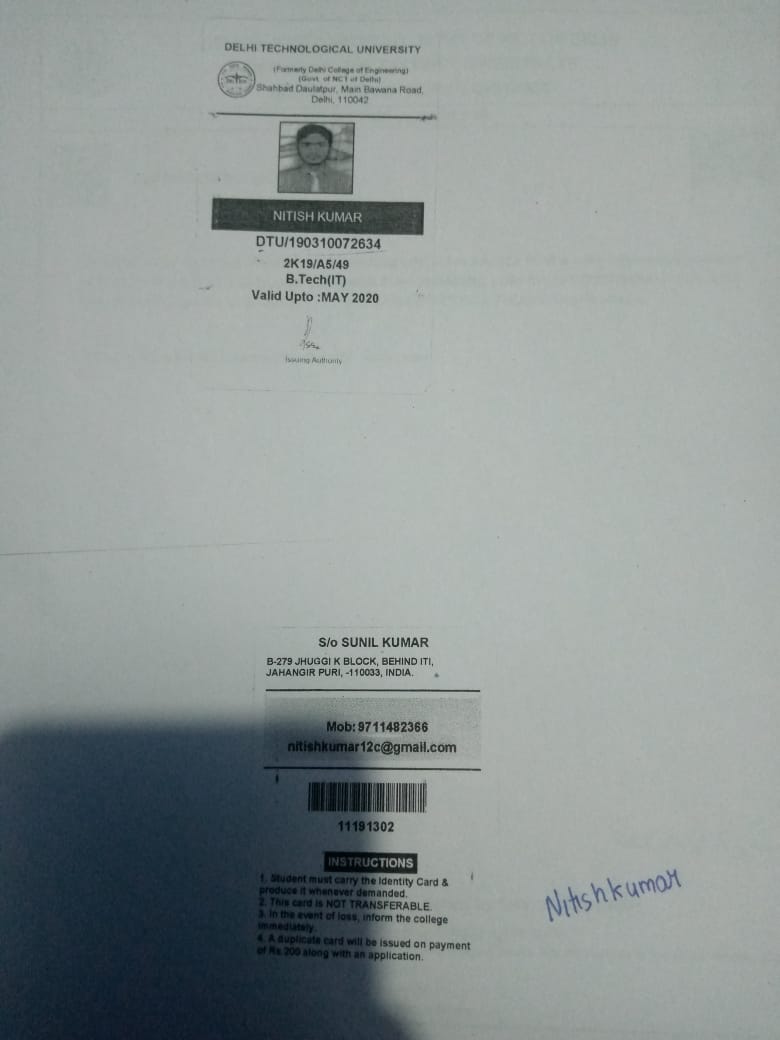 DELHI TECHNOLOGICAL UNIVERSITY
(Formerly Delhi College of Engineering)
(Govt. of NCT of Delhi)
Shahbad Daulatpur, Main Bawana Road,
Delhi, 110042
NITISH KUMAR
DTU/190310072634
2K19/A5/49
B.Tech(IT)
Valid Upto :MAY 2020
Issuing Authority
S/o SUNIL KUMAR
B-279 JHUGGI K BLOCK, BEHIND ITI,
JAHANGIR PURI, -110033, INDIA.
Mob: 9711482366
nitishkumar12c@gmail.com
11191302
INSTRUCTIONS
1. Student must carry the Identity Card &
produce it whenever demanded.
2. This card is NOT TRANSFERABLE.
3. In the event of loss, inform the college
immediately.
4. A duplicate card will be issued on payment
of Rs.200 along with an application.
Nitishkumar